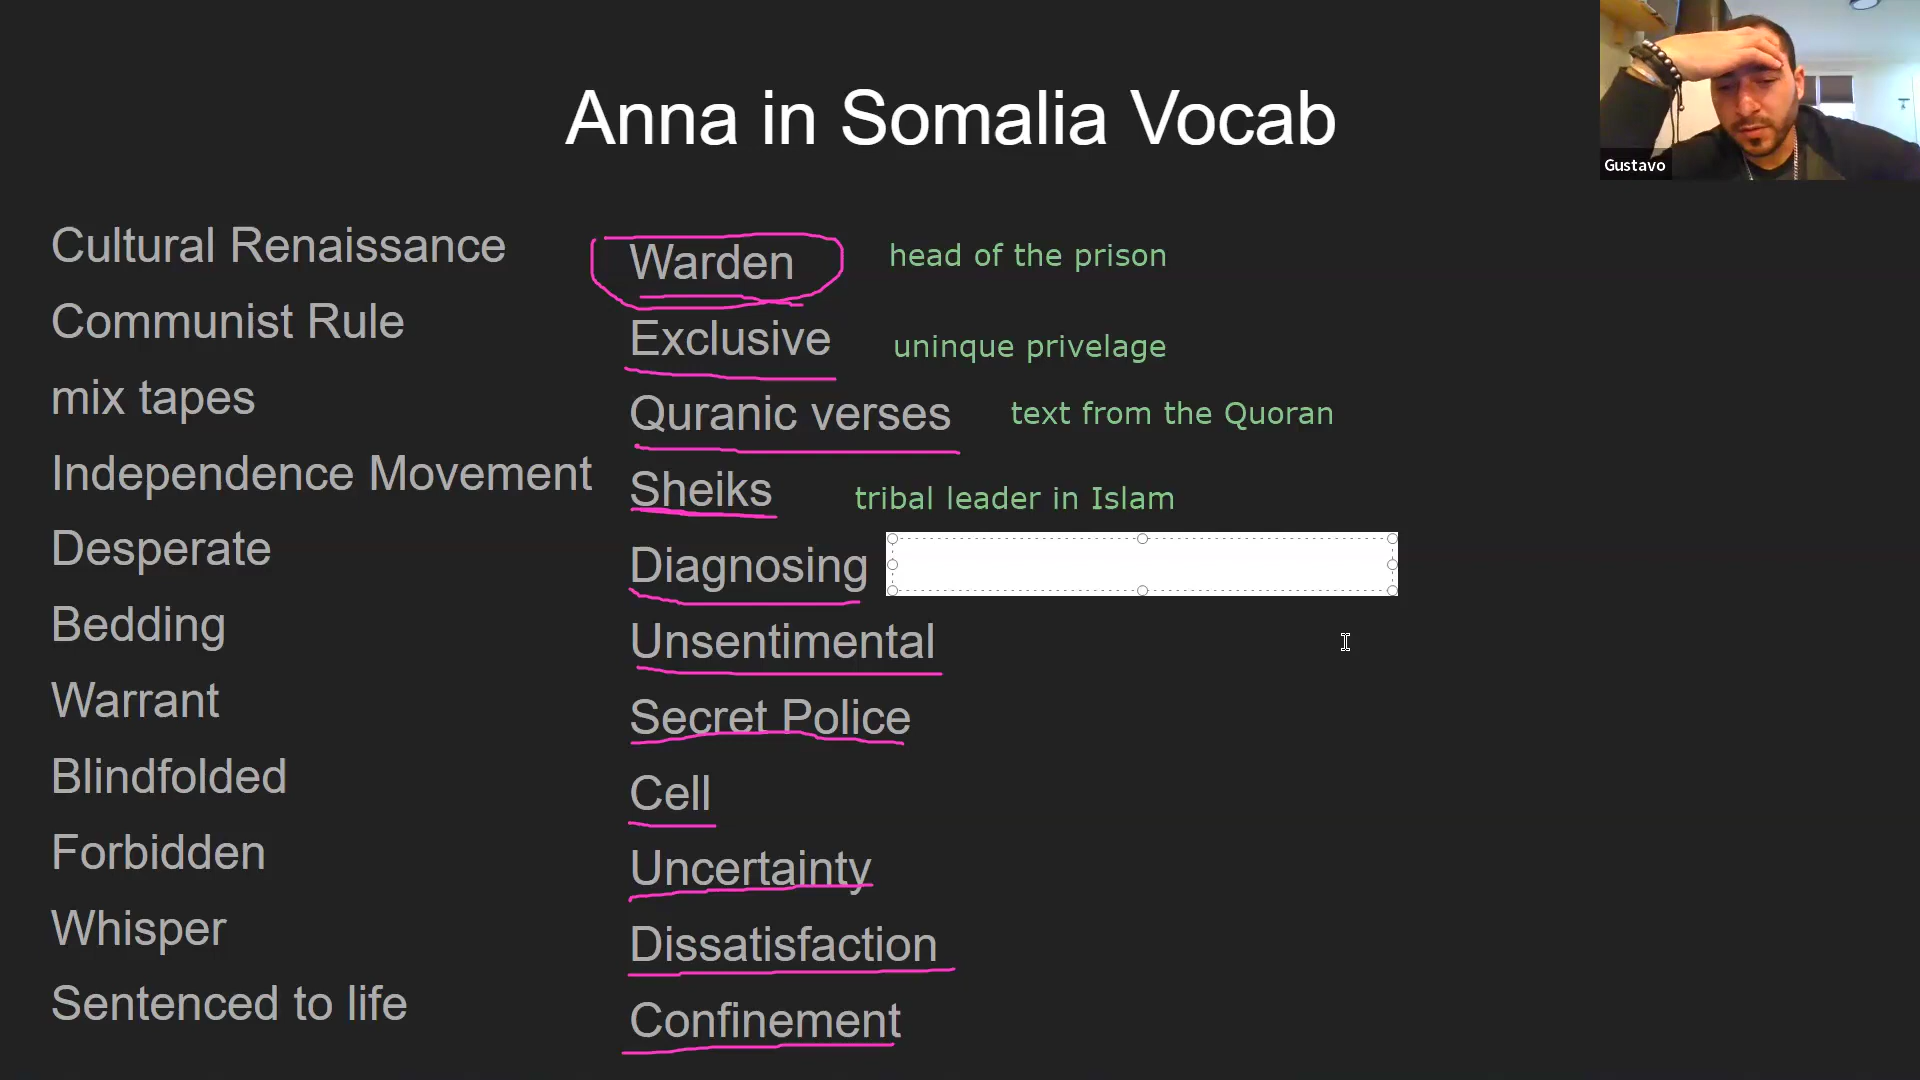 Anna in Somalia Vocab
Gustavo
Cultural Renaissance
Communist Rule
mix tapes
Independence Movement
Desperate
Bedding
Warrant
Blindfolded
Forbidden
Whisper
Sentenced to life
Warden head of the prison
Exclusive uninque privelage
Quranic verses text from the Quoran
Sheiks tribal leader in Islam
Diagnosing
Unsentimental
Secret Police
Cell
Uncertainty
Dissatisfaction
Confinement